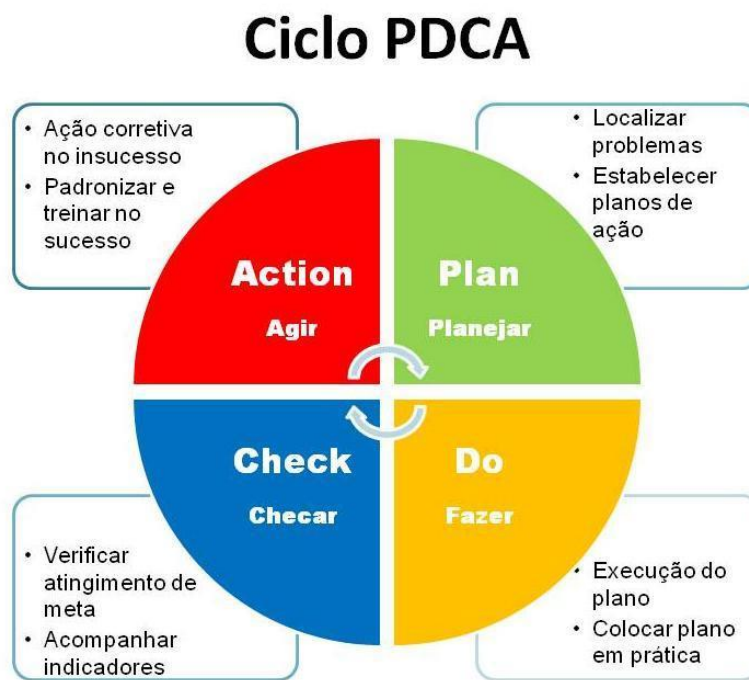 Ciclo PDCA
• Ação corretiva
no insucesso
• Padronizar e
treinar no
sucesso
• Localizar
problemas
• Estabelecer
planos de
ação
Action
Agir
Plan
Planejar
Check
Checar
Do
Fazer
• Verificar
atingimento de
meta
• Acompanhar
indicadores
• Execução do
plano
• Colocar plano
em prática